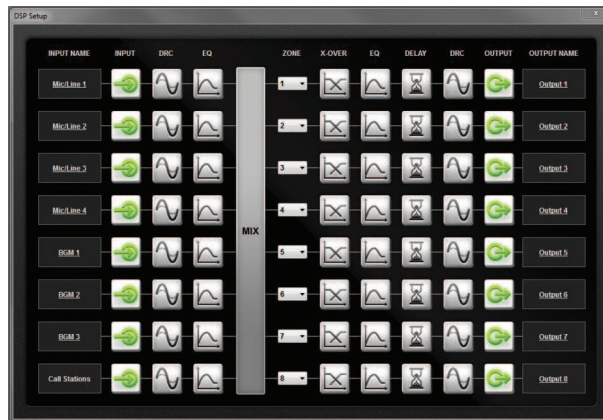 DSP Setup
x
INPUT NAME INPUT DRC EQ ZONE X-OVER EQ DELAY DRC OUTPUT OUTPUT NAME
Mic/Line 1 1 Output 1
Mic/Line 2 2 Output 2
Mic/Line 3 3 Output 3
Mic/Line 4 4 Output 4
MIX
BGM 1 5 Output 5
BGM 2 6 Output 6
BGM 3 7 Output 7
Call Stations 8 Output 8